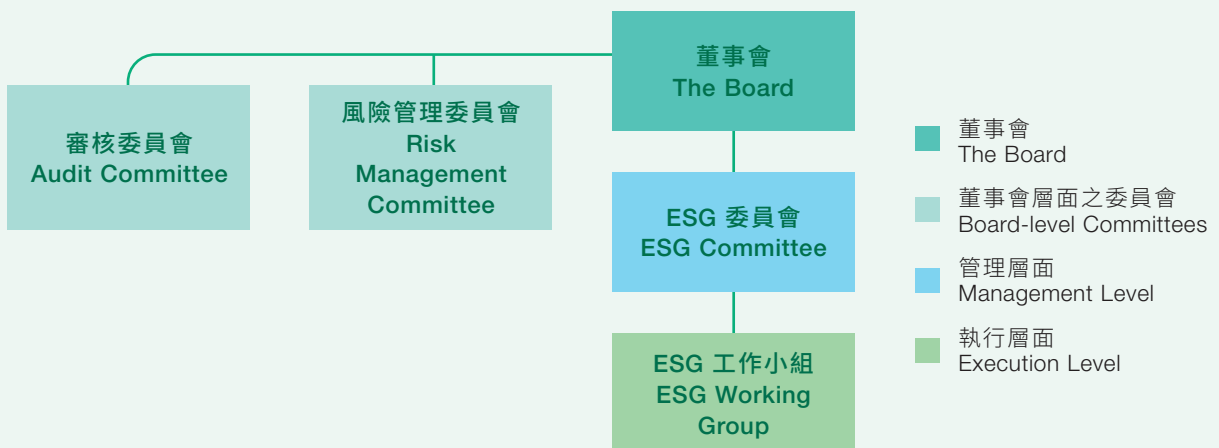 董事會
The Board
審核委員會
Audit Committee
風險管理委員會
Risk
Management
Committee
ESG 委員會
ESG Committee
ESG 工作小組
ESG Working
Group
董事會
The Board
董事會層面之委員會
Board-level Committees
管理層面
Management Level
執行層面
Execution Level